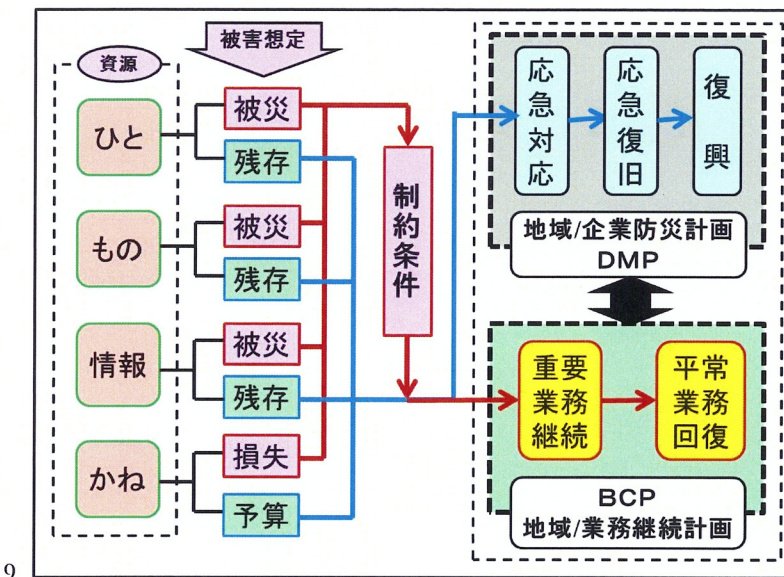 被害想定
資源
ひと
被災
残存
もの
被災
残存
情報
被災
残存
かね
損失
予算
制約条件
応急対応
応急復旧
復興
地域/企業防災計画
DMP
重要
業務
継続
平常
業務
回復
BCP
地域/業務継続計画
9